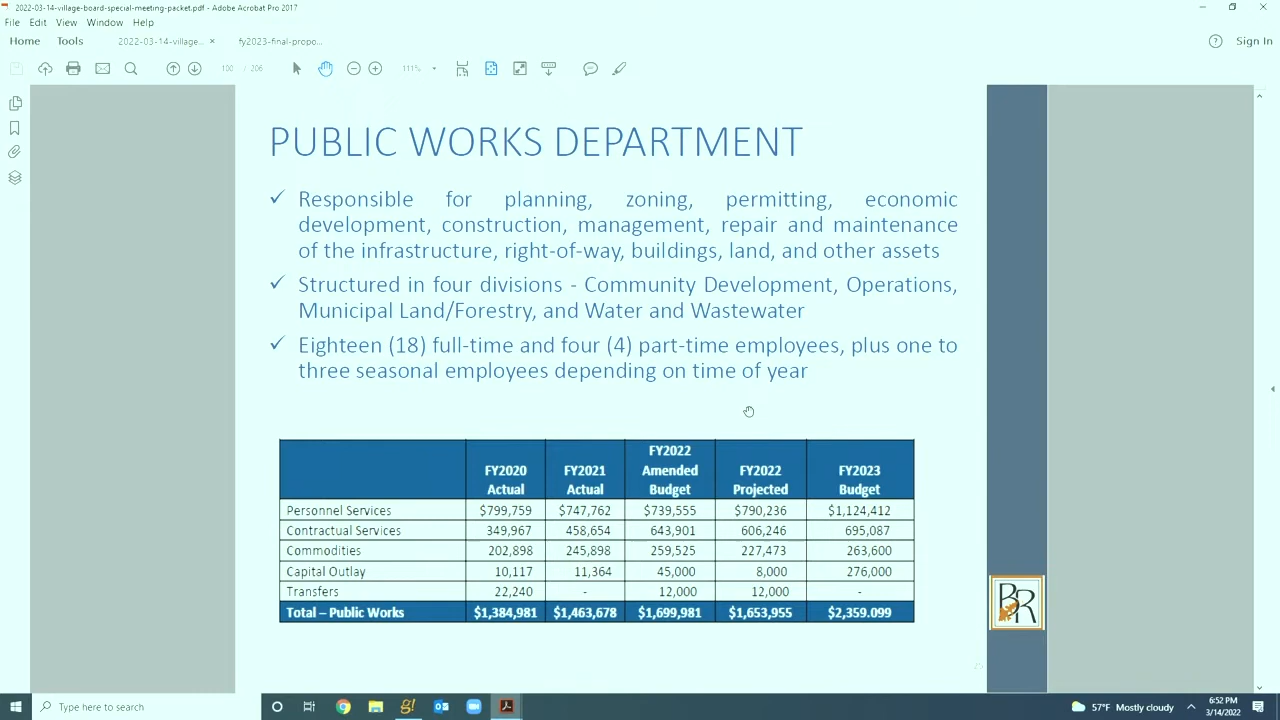 2022-03-14-village-board-special-meeting-packet.pdf - Adobe Acrobat Pro 2017
File Edit View Window Help
Home Tools 2022-03-14-village... × fy2023-final-propo... Sign In
100 / 206 111%
PUBLIC WORKS DEPARTMENT
✓ Responsible for planning, zoning, permitting, economic
development, construction, management, repair and maintenance
of the infrastructure, right-of-way, buildings, land, and other assets
✓ Structured in four divisions - Community Development, Operations,
Municipal Land/Forestry, and Water and Wastewater
✓ Eighteen (18) full-time and four (4) part-time employees, plus one to
three seasonal employees depending on time of year
FY2020 Actual FY2021 Actual FY2022 Amended Budget FY2022 Projected FY2023 Budget
Personnel Services $799,759 $747,762 $739,555 $790,236 $1,124,412
Contractual Services 349,967 458,654 643,901 606,246 695,087
Commodities 202,898 245,898 259,525 227,473 263,600
Capital Outlay 10,117 11,364 45,000 8,000 276,000
Transfers 22,240 - 12,000 12,000 -
Total – Public Works $1,384,981 $1,463,678 $1,699,981 $1,653,955 $2,359.099
BR
Type here to search
57°F Mostly cloudy
6:52 PM
3/14/2022